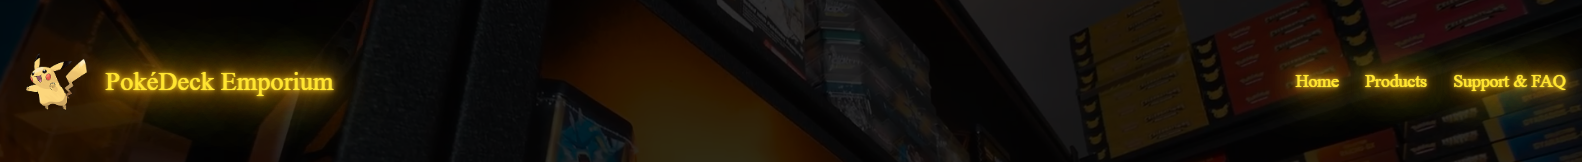 PokéDeck Emporium
Home Products Support & FAQ